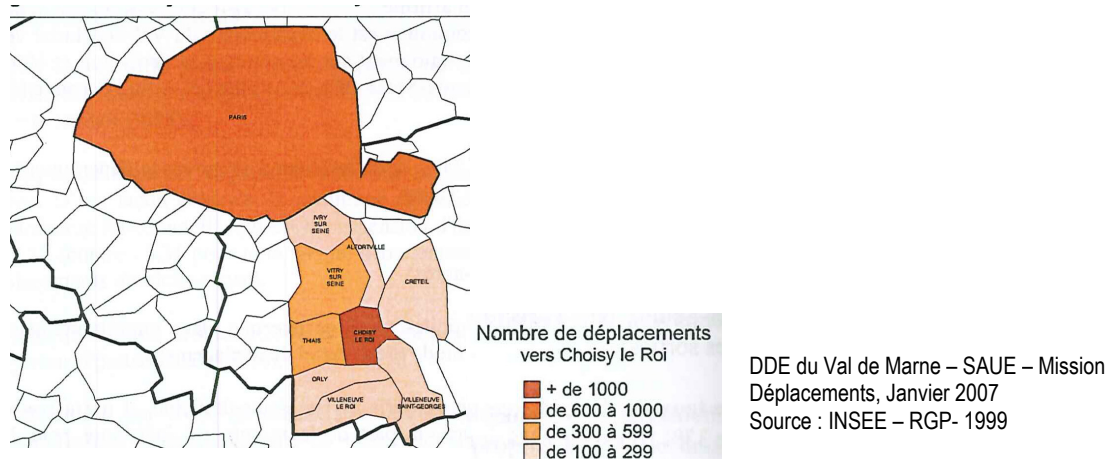 PARIS
IVRY
SUR
SEINE
ALFORTVILLE
VITRY
SUR
SEINE
CRETEIL
CHOISY
LE ROI
THIAIS
ORLY
VILLENEUVE
LE ROI
VILLENEUVE
SAINT-GEORGES
Nombre de déplacements
vers Choisy le Roi
+ de 1000
de 600 à 1000
de 300 à 599
de 100 à 299
DDE du Val de Marne – SAUE – Mission
Déplacements, Janvier 2007
Source : INSEE – RGP- 1999